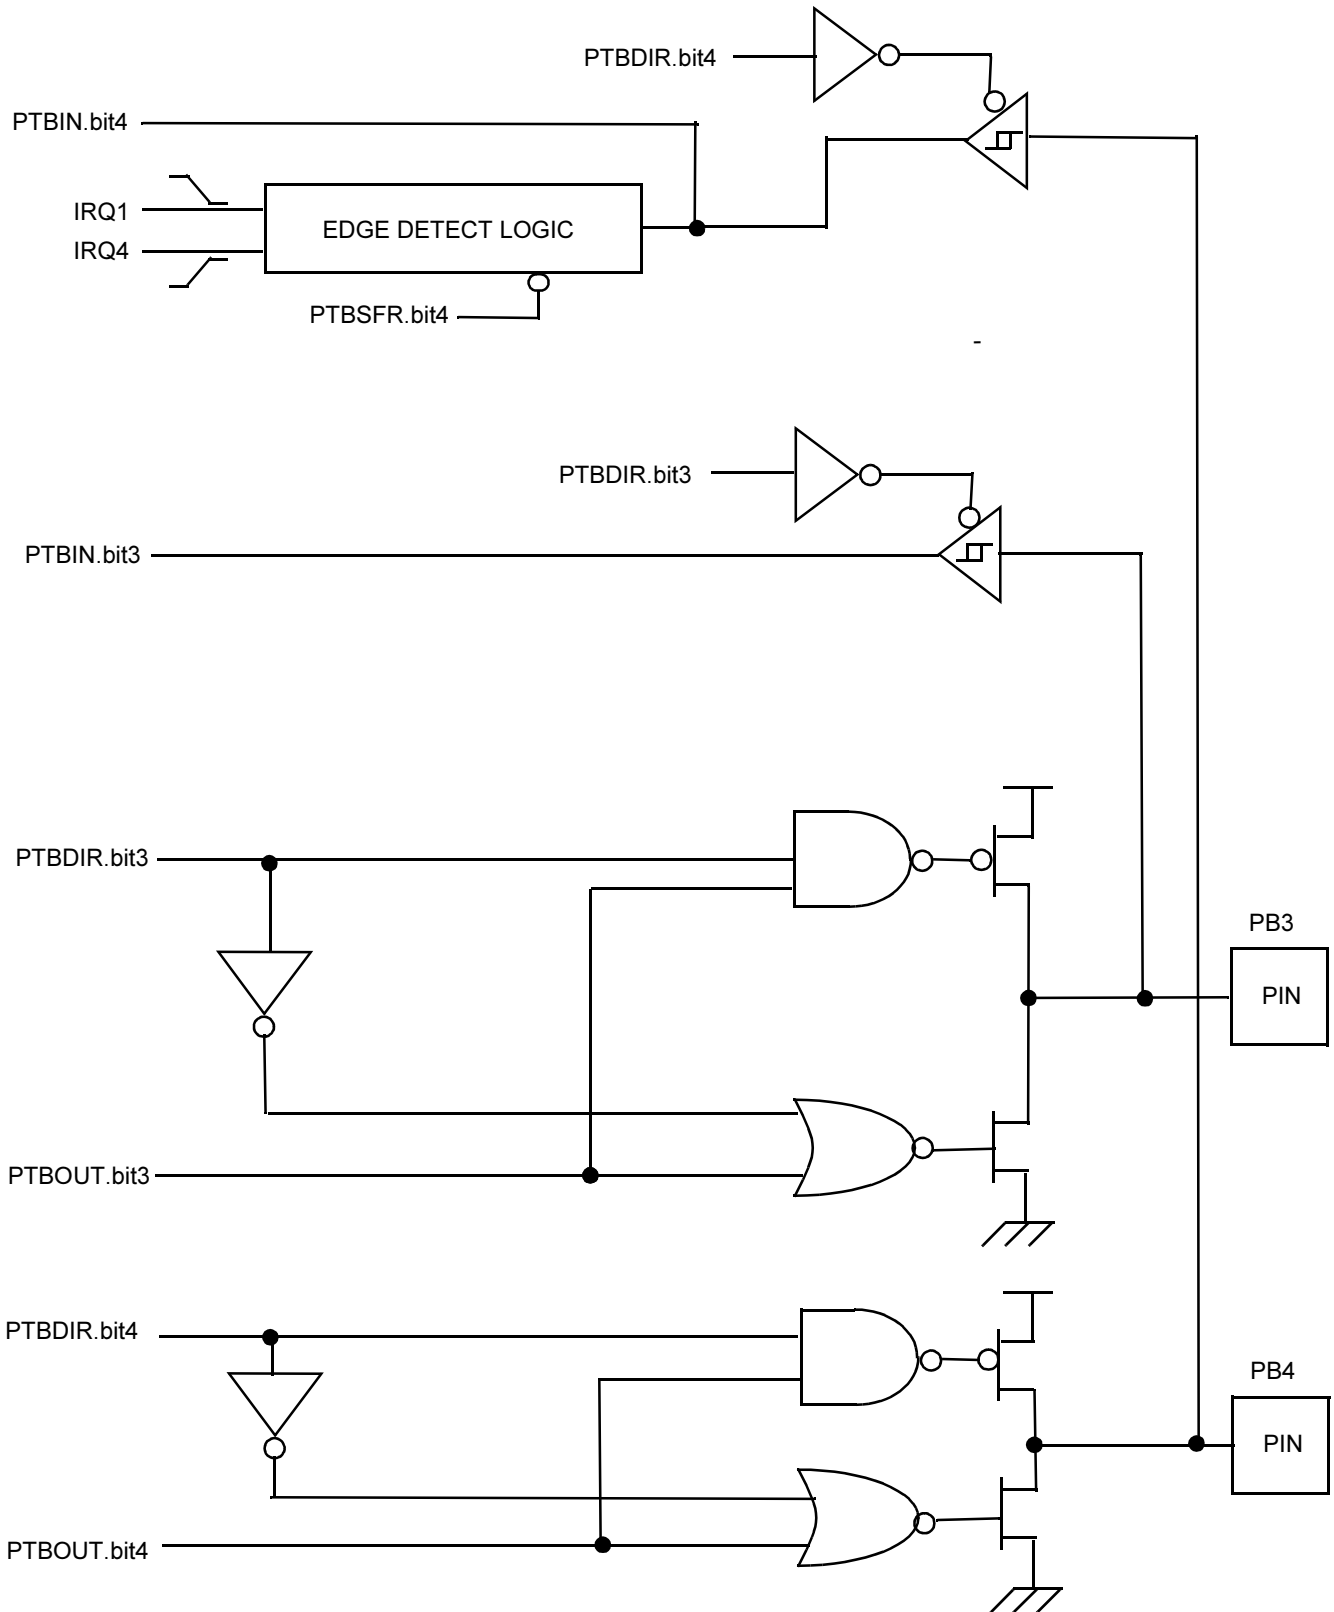 PTBDIR.bit4
PTBIN.bit4
IRQ1
EDGE DETECT LOGIC
IRQ4
PTBSFR.bit4
-
PTBDIR.bit3
PTBIN.bit3
PTBDIR.bit3
PB3
PIN
PTBOUT.bit3
PTBDIR.bit4
PB4
PIN
PTBOUT.bit4